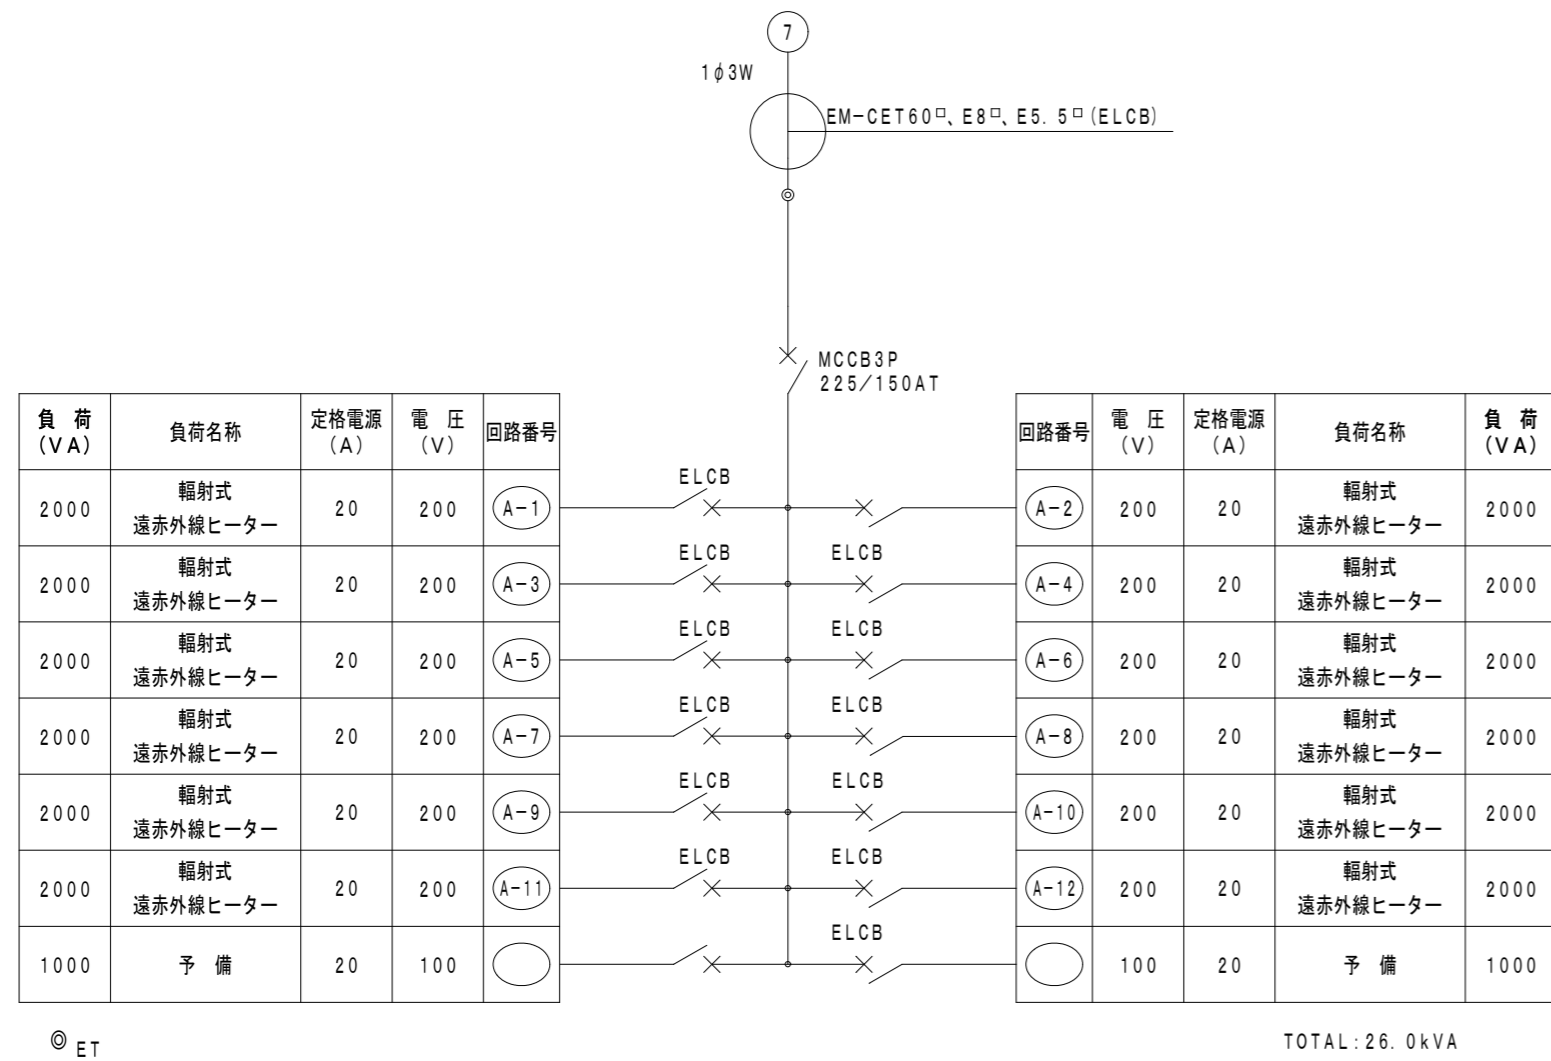 7
1φ3W
EM-CET60□、E8□、E5.5□(ELCB)
MCCB3P
225/150AT
負 荷 (VA) 負荷名称 定格電源 (A) 電 圧 (V) 回路番号 回路番号 電 圧 (V) 定格電源 (A) 負荷名称 負 荷 (VA)
ELCB
2000 輻射式 遠赤外線ヒーター 20 200 A-1 A-2 200 20 輻射式 遠赤外線ヒーター 2000
ELCB ELCB
2000 輻射式 遠赤外線ヒーター 20 200 A-3 A-4 200 20 輻射式 遠赤外線ヒーター 2000
ELCB ELCB
2000 輻射式 遠赤外線ヒーター 20 200 A-5 A-6 200 20 輻射式 遠赤外線ヒーター 2000
ELCB ELCB
2000 輻射式 遠赤外線ヒーター 20 200 A-7 A-8 200 20 輻射式 遠赤外線ヒーター 2000
ELCB ELCB
2000 輻射式 遠赤外線ヒーター 20 200 A-9 A-10 200 20 輻射式 遠赤外線ヒーター 2000
ELCB ELCB
2000 輻射式 遠赤外線ヒーター 20 200 A-11 A-12 200 20 輻射式 遠赤外線ヒーター 2000
ELCB
1000 予 備 20 100 100 20 予 備 1000
◎ ET
TOTAL:26.0kVA